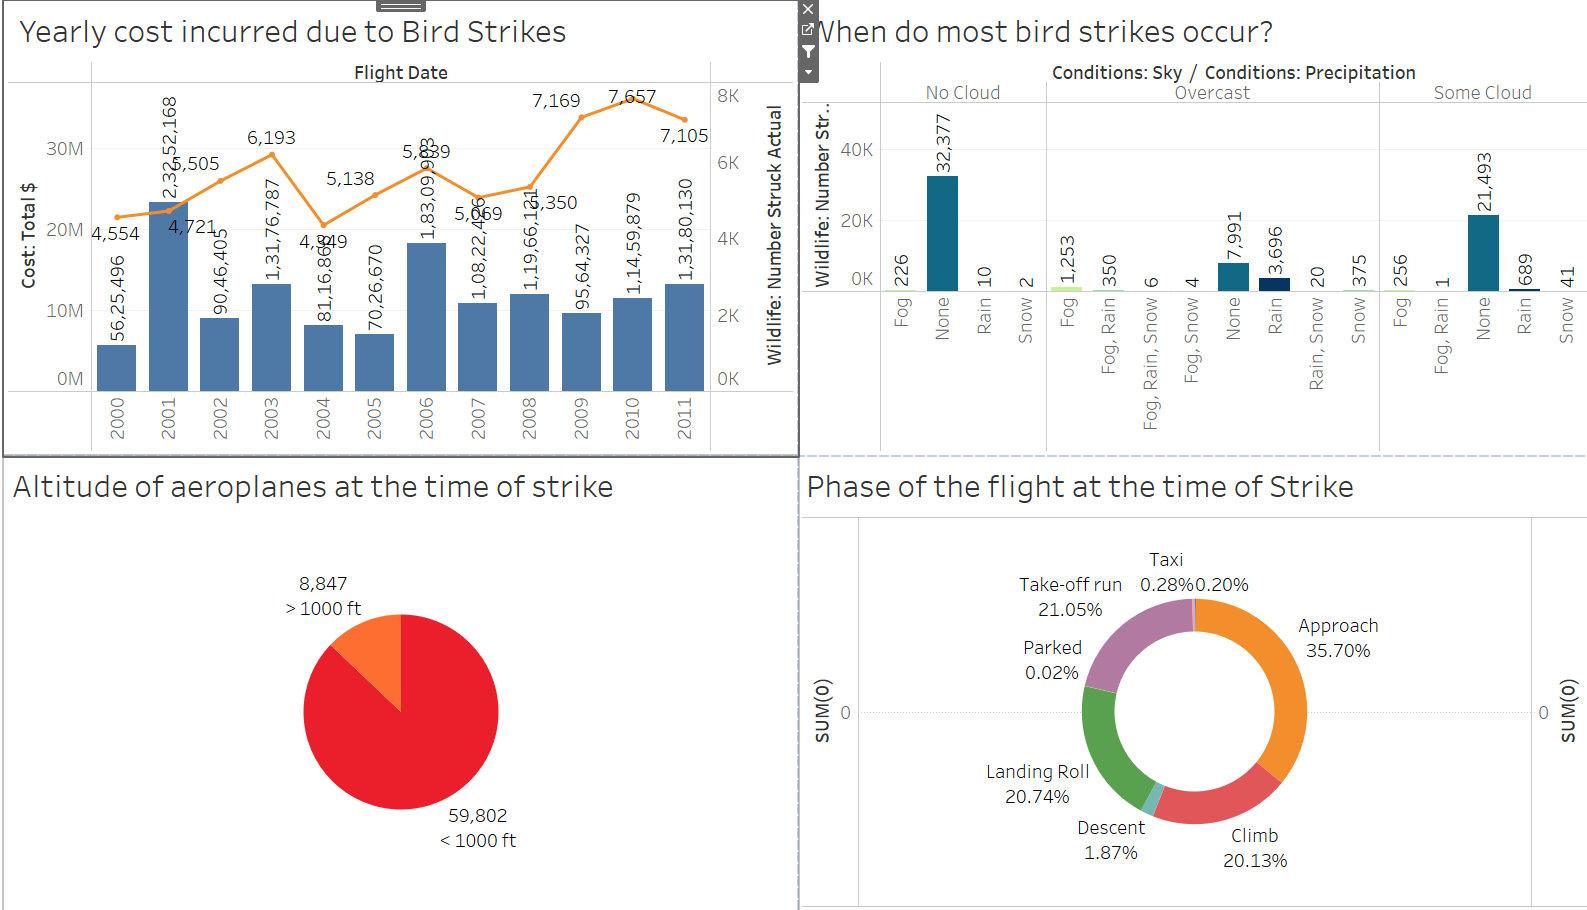 Yearly cost incurred due to Bird Strikes
Flight Date
Cost: Total $
30M
20M
10M
0M
8K
6K
4K
2K
0K
Wildlife: Number Struck Actual
4,554
4,721
5,505
6,193
4,349
5,138
5,839
5,069
5,350
7,169
7,657
7,105
56,25,496
2,32,52,168
90,46,405
1,31,76,787
70,26,670
1,19,66,121
95,64,327
1,14,59,879
1,31,80,130
2000
2001
2002
2003
2004
2005
2006
2007
2008
2009
2010
2011
When do most bird strikes occur?
Conditions: Sky / Conditions: Precipitation
No Cloud
Overcast
Some Cloud
Wildlife: Number Str..
40K
20K
0K
226
32,377
10
2
1,253
350
6
4
7,991
3,696
20
375
256
1
21,493
689
41
Fog
None
Rain
Snow
Fog
Fog, Rain
Fog, Rain, Snow
Fog, Snow
None
Rain
Rain, Snow
Snow
Fog
Fog, Rain
None
Rain
Snow
Altitude of aeroplanes at the time of strike
8,847
> 1000 ft
59,802
< 1000 ft
Phase of the flight at the time of Strike
SUM(0)
0
Taxi
0.28%
0.20%
Take-off run
21.05%
Approach
35.70%
Parked
0.02%
Landing Roll
20.74%
Descent
1.87%
Climb
20.13%
0
SUM(0)